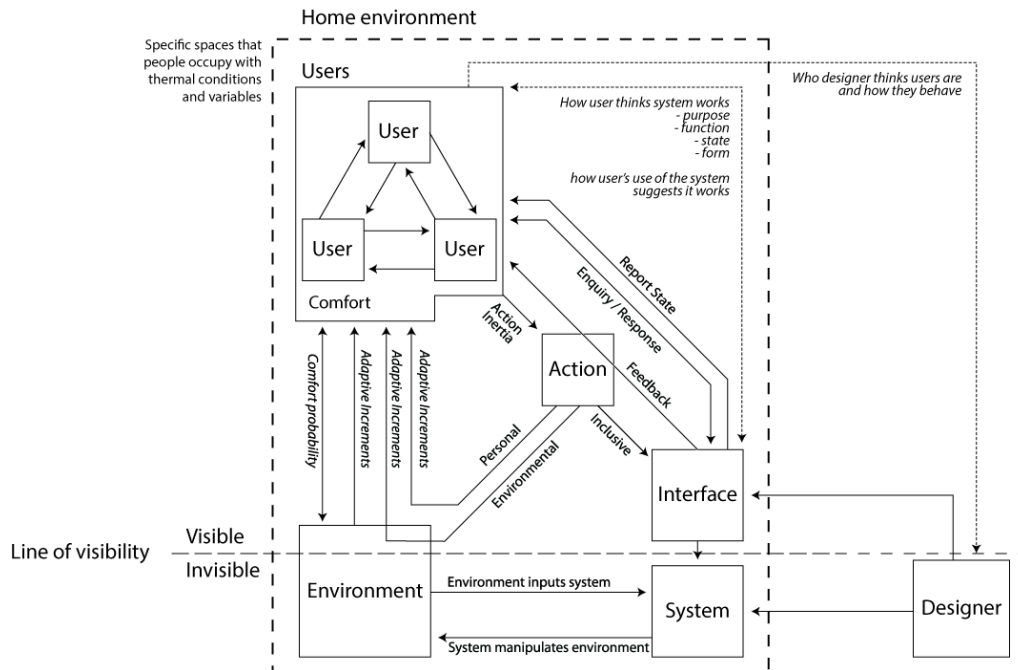 Home environment
Specific spaces that
people occupy with
thermal conditions
and variables
Users
Who designer thinks users are
and how they behave
How user thinks system works
- purpose
- function
- state
- form
how user's use of the system
suggests it works
User
User
User
Comfort
Report State
Enquiry / Response
Action
Inertia
Action
Feedback
Comfort probability
Adaptive Increments
Adaptive Increments
Adaptive Increments
Personal
Environmental
Inclusive
Interface
Visible
Line of visibility
Invisible
Environment
Environment inputs system
System
System manipulates environment
Designer